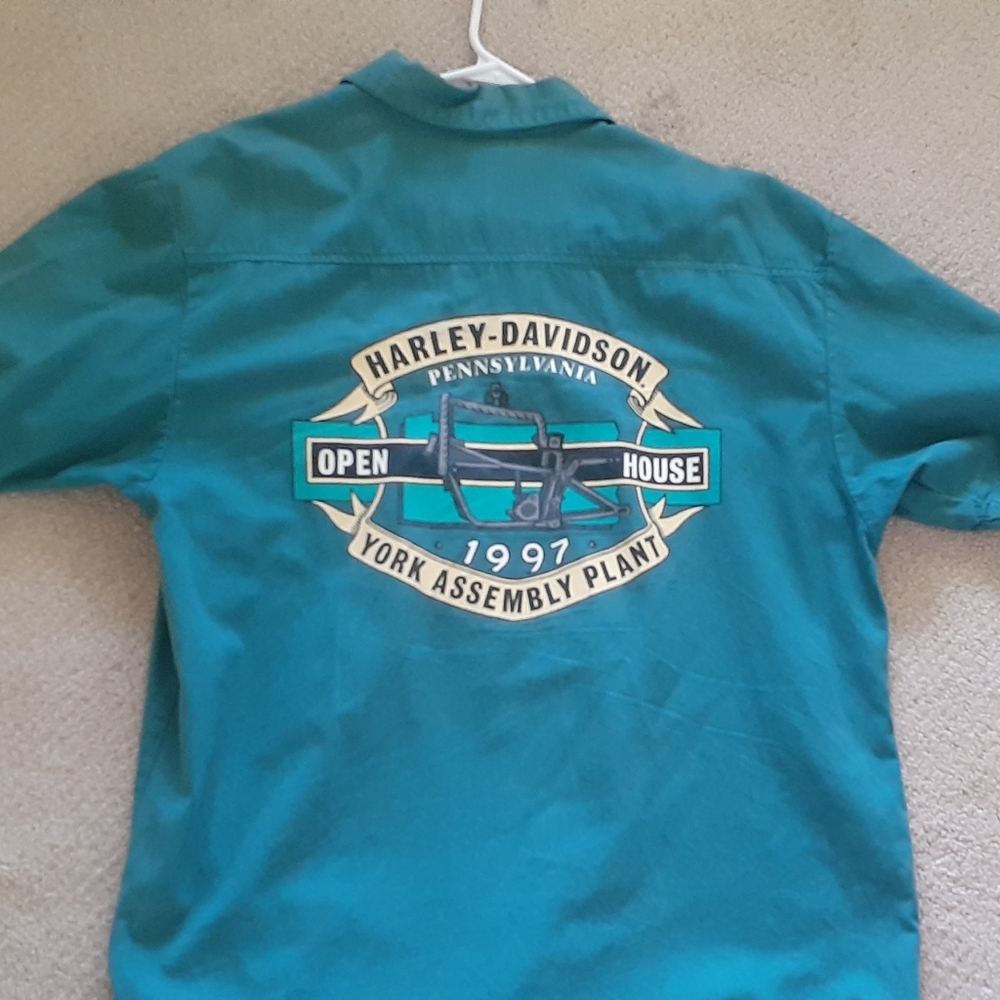 HARLEY-DAVIDSON
PENNSYLVANIA
OPEN HOUSE
1997
YORK ASSEMBLY PLANT